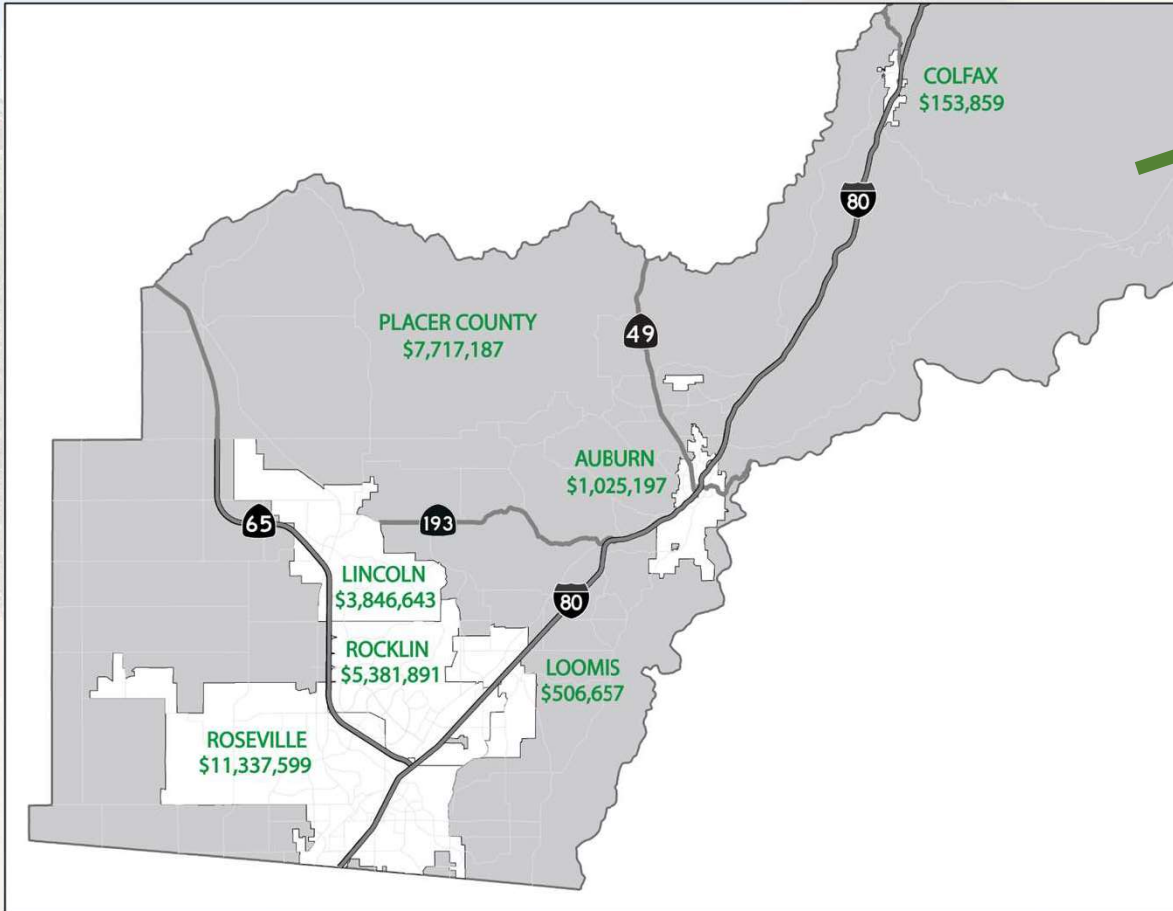 COLFAX
$153,859
80
PLACER COUNTY
$7,717,187
49
AUBURN
$1,025,197
65
193
LINCOLN
$3,846,643
80
ROCKLIN
$5,381,891
LOOMIS
$506,657
ROSEVILLE
$11,337,599